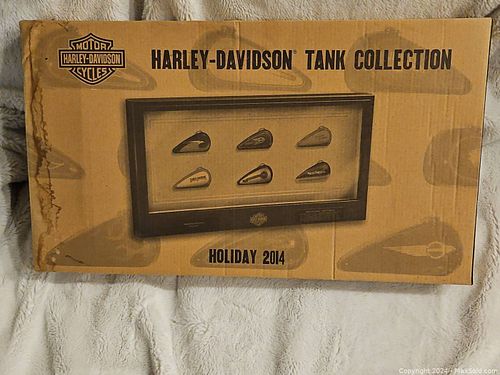 MOTOR
HARLEY-DAVIDSON
CYCLES
HARLEY-DAVIDSON® TANK COLLECTION
HOLIDAY 2014
Copyright 2024 - MaxSold.com